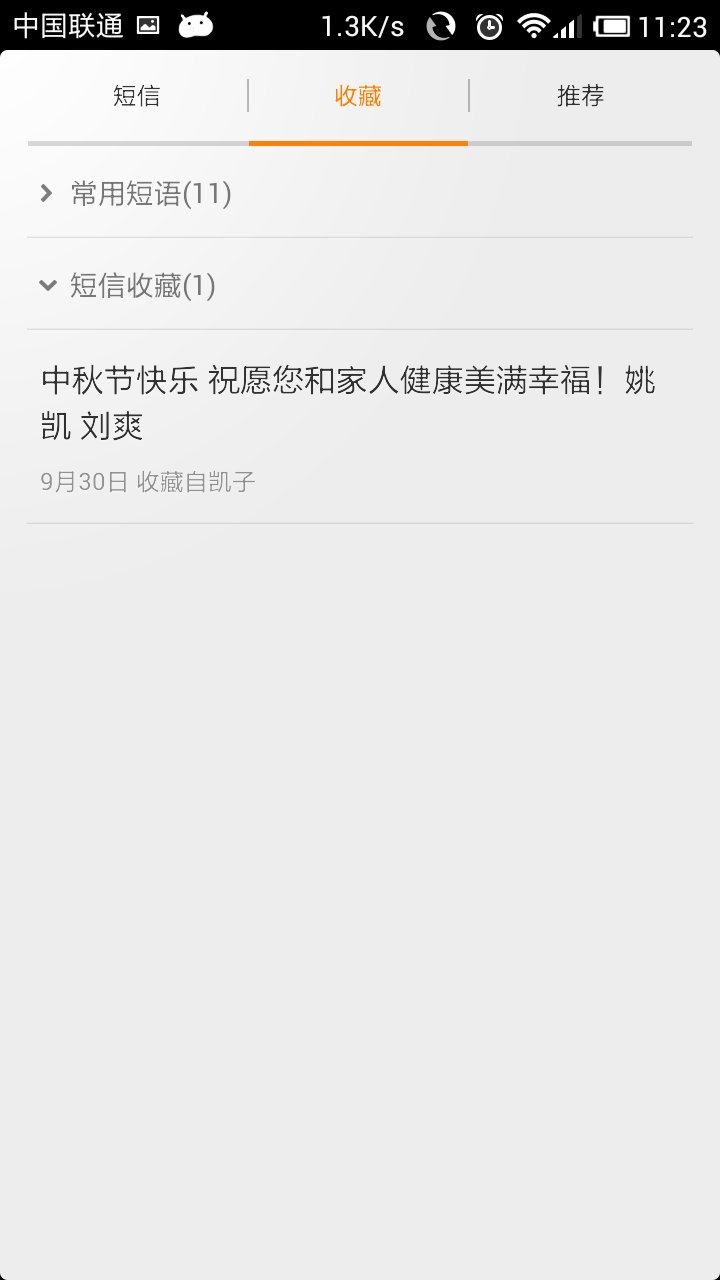 中国联通 1.3K/s 11:23
短信 收藏 推荐
常用短语(11)
短信收藏(1)
中秋节快乐 祝愿您和家人健康美满幸福！姚
凯 刘爽
9月30日 收藏自凯子